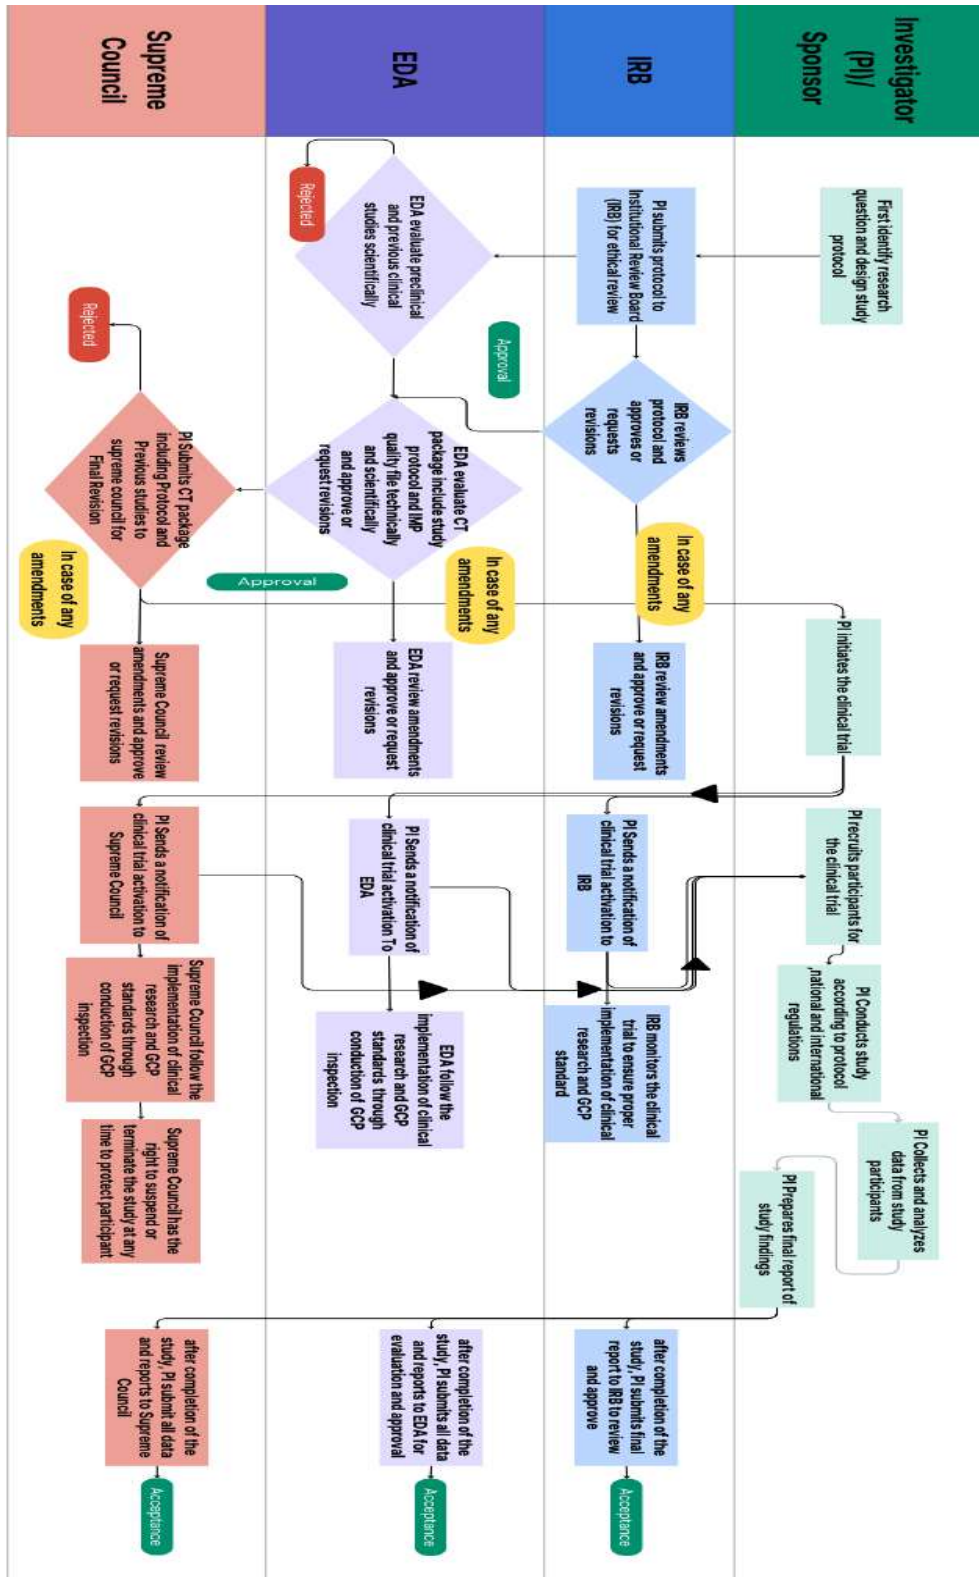 Investigator
(PI)/
Sponsor
First identify research
question and design study
protocol
PI initiates the clinical trial
PI recruits participants for
the clinical trial
PI Conducts study
according to protocol
,national and international
regulations
PI Collects and analyzes
data from study
participants
PI Prepares final report of
study findings
IRB
PI submits protocol to
Institutional Review Board
(IRB) for ethical review
IRB reviews
protocol and
approves or
requests
revisions
In case of any
amendments
IRB review amendments
and approve or request
revisions
PI Sends a notification of
clinical trial activation to
IRB
IRB monitors the clinical
trial to ensure proper
implementation of clinical
research and GCP
standard
after completion of the
study, PI submits final
report to IRB to review
and approve
Acceptance
EDA
Approval
EDA evaluate preclinical
and previous clinical
studies scientifically
Rejected
EDA evaluate CT
package include study
protocol and IMP
quality file technically
and scientifically
and approve or
request revisions
In case of any
amendments
EDA review amendments
and approve or request
revisions
PI Sends a notification of
clinical trial activation To
EDA
EDA follow the
implementation of clinical
research and GCP
standards through
conduction of GCP
inspection
after completion of the
study, PI submits all data
and reports to EDA for
evaluation and approval
Acceptance
Supreme
Council
Approval
Rejected
PI Submits CT package
including Protocol and
Previous studies to
supreme council for
Final Revision
In case of any
amendments
Supreme Council review
amendments and approve
or request revisions
PI Sends a notification of
clinical trial activation to
Supreme Council
Supreme Council follow the
implementation of clinical
research and GCP
standards through
conduction of GCP
inspection
Supreme Council has the
right to suspend or
terminate the study at any
time to protect participant
after completion of the
study, PI submit all data
and reports to Supreme
Council
Acceptance